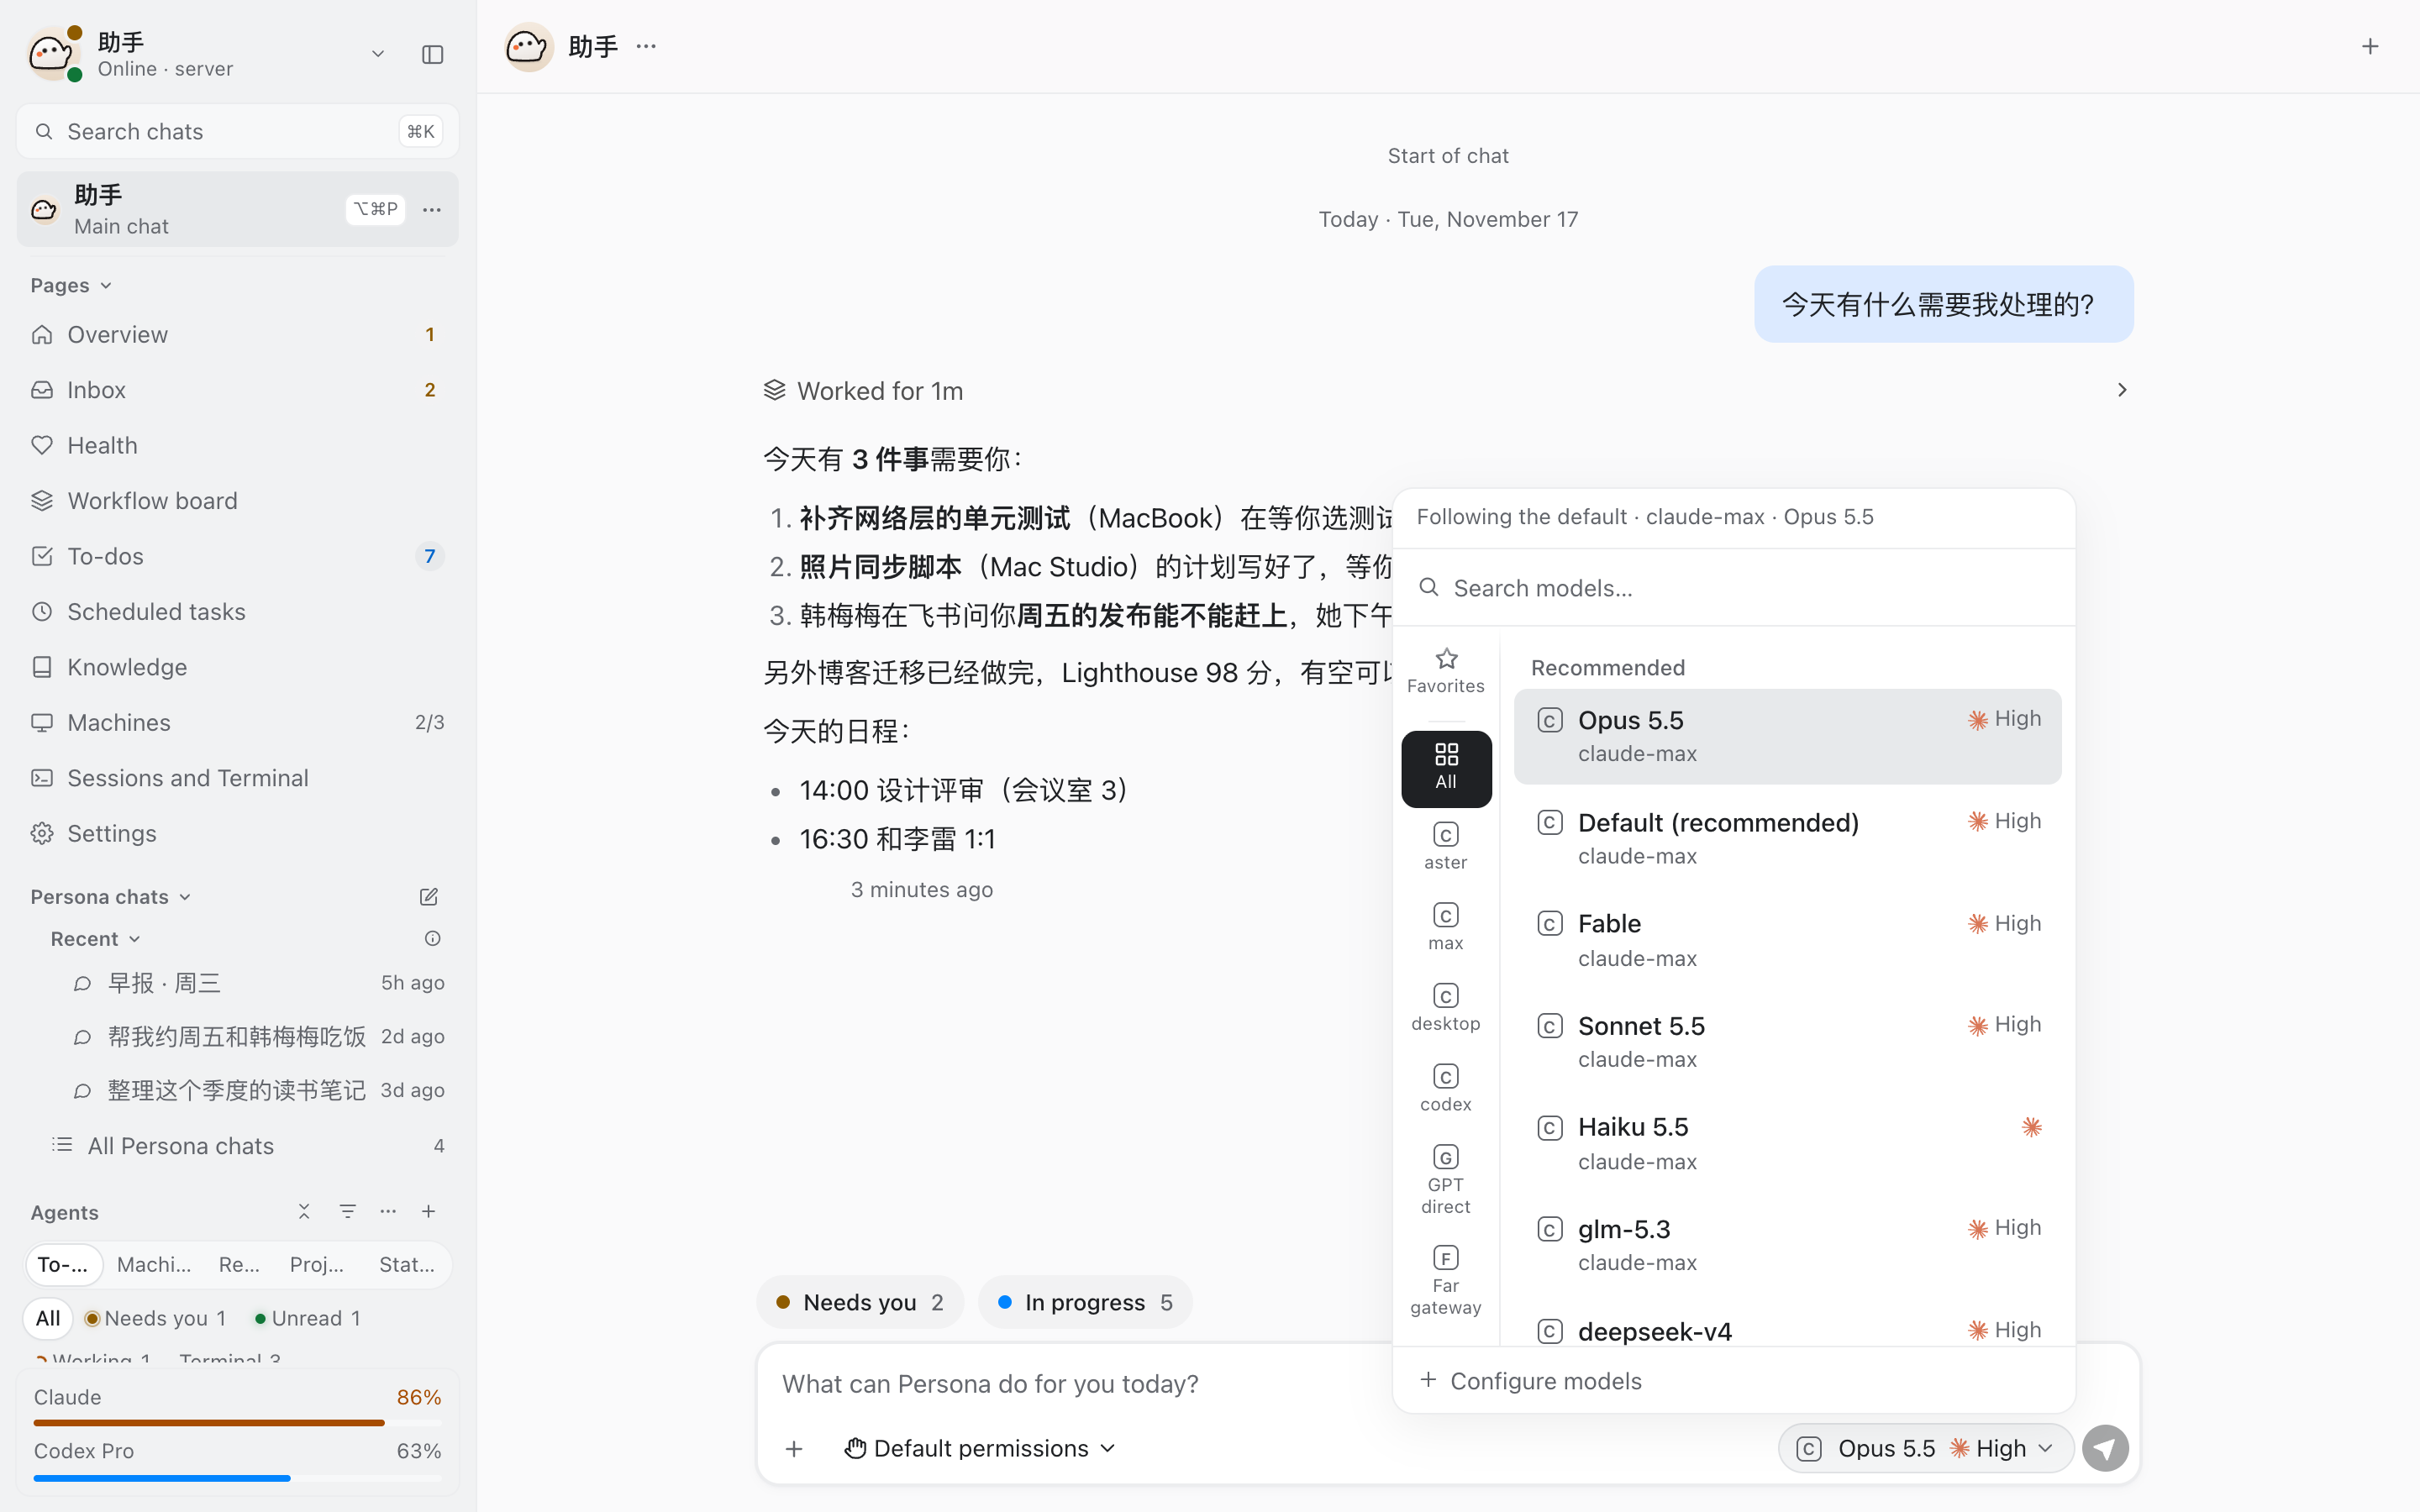 助手
Online · server
Search chats
⌘K
助手
Main chat
⌥⌘P
Pages
Overview
1
Inbox
2
Health
Workflow board
To-dos
7
Scheduled tasks
Knowledge
Machines
2/3
Sessions and Terminal
Settings
Persona chats
Recent
早报 · 周三
5h ago
帮我约周五和韩梅梅吃饭
2d ago
整理这个季度的读书笔记
3d ago
All Persona chats
4
Agents
To-...
Machi...
Re...
Proj...
Stat...
All
Needs you 1
Unread 1
Working 1
Terminal 3
Claude
86%
Codex Pro
63%
助手
Start of chat
Today · Tue, November 17
今天有什么需要我处理的？
Worked for 1m
今天有 3 件事需要你：
1. 补齐网络层的单元测试（MacBook）在等你选测试
2. 照片同步脚本（Mac Studio）的计划写好了，等你
3. 韩梅梅在飞书问你周五的发布能不能赶上，她下午
另外博客迁移已经做完，Lighthouse 98 分，有空可以
今天的日程：
• 14:00 设计评审（会议室 3）
• 16:30 和李雷 1:1
3 minutes ago
Needs you 2
In progress 5
What can Persona do for you today?
Default permissions
C Opus 5.5 High
Following the default · claude-max · Opus 5.5
Search models...
Favorites
All
C
aster
C
max
C
desktop
C
codex
G
GPT
direct
F
Far
gateway
Recommended
C Opus 5.5 High
claude-max
C Default (recommended) High
claude-max
C Fable High
claude-max
C Sonnet 5.5 High
claude-max
C Haiku 5.5
claude-max
C glm-5.3 High
claude-max
C deepseek-v4 High
Configure models